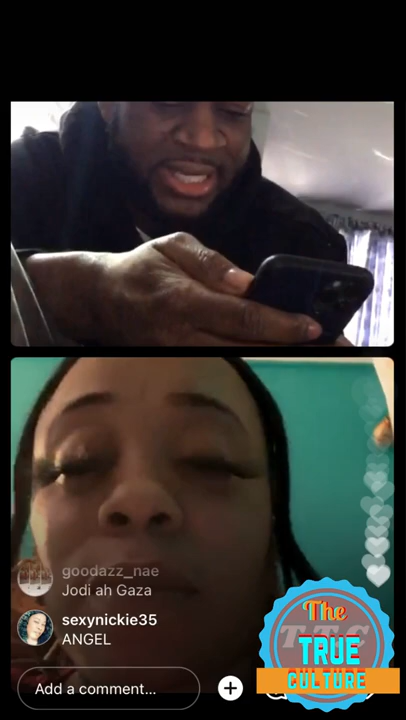 goodazz_nae
Jodi ah Gaza
sexynickie35
ANGEL
Add a comment...
The
TRUE
CULTURE